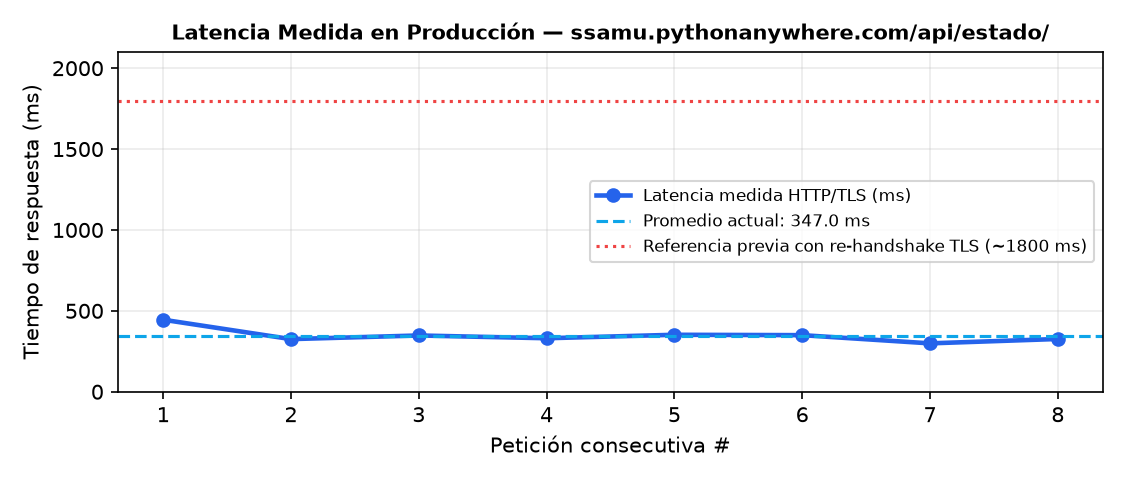 Latencia Medida en Producción — ssamu.pythonanywhere.com/api/estado/
Tiempo de respuesta (ms)
2000
1500
1000
500
0
Latencia medida HTTP/TLS (ms)
Promedio actual: 347.0 ms
Referencia previa con re-handshake TLS (~1800 ms)
1 2 3 4 5 6 7 8
Petición consecutiva #